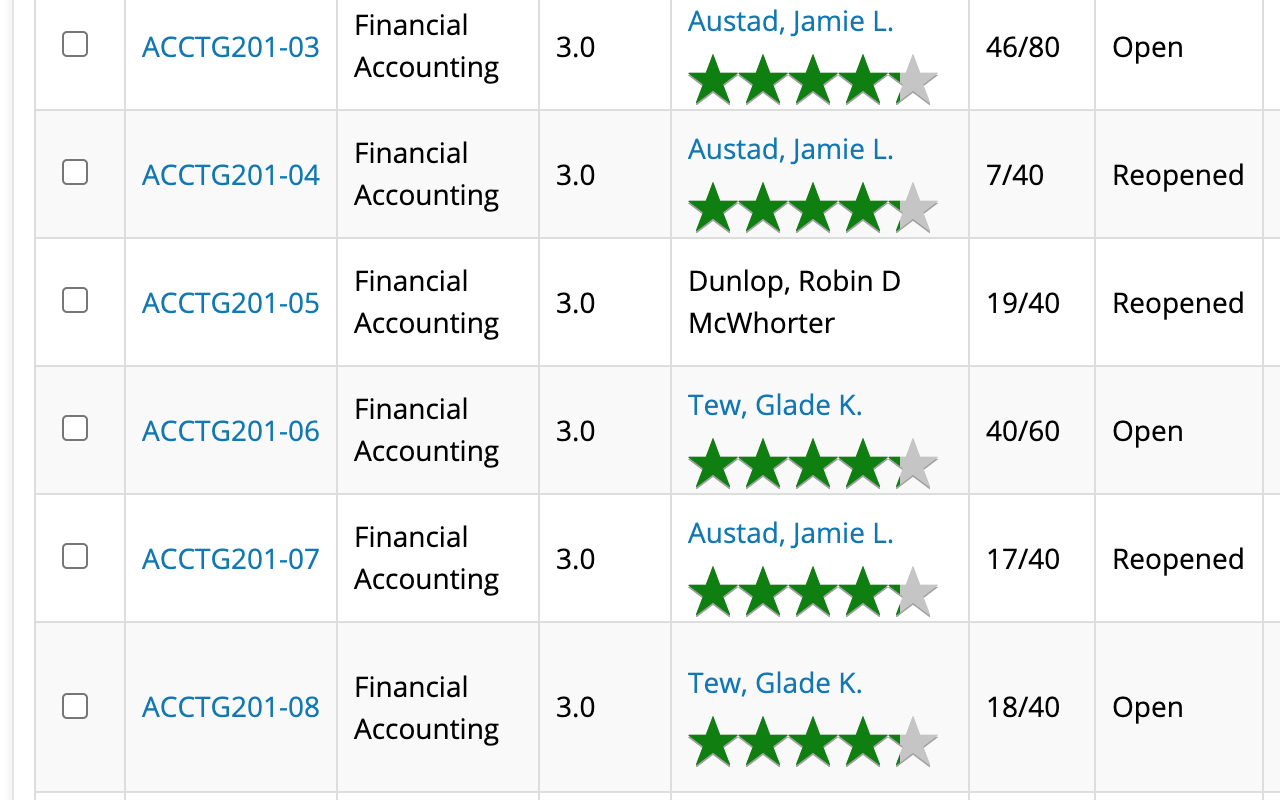 ACCTG201-03 Financial Accounting 3.0 Austad, Jamie L. 46/80 Open
ACCTG201-04 Financial Accounting 3.0 Austad, Jamie L. 7/40 Reopened
ACCTG201-05 Financial Accounting 3.0 Dunlop, Robin D McWhorter 19/40 Reopened
ACCTG201-06 Financial Accounting 3.0 Tew, Glade K. 40/60 Open
ACCTG201-07 Financial Accounting 3.0 Austad, Jamie L. 17/40 Reopened
ACCTG201-08 Financial Accounting 3.0 Tew, Glade K. 18/40 Open